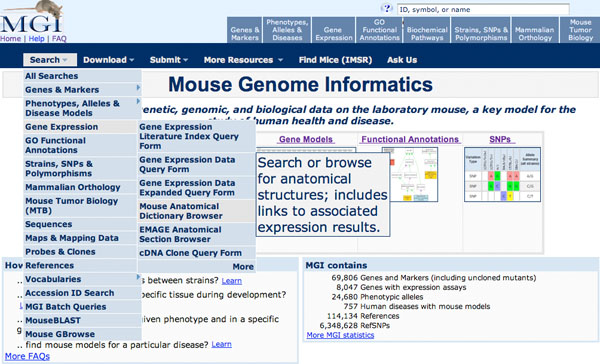 MGI
Home | Help | FAQ
ID, symbol, or name
Genes & Markers
Phenotypes, Alleles & Diseases
Gene Expression
GO Functional Annotations
Biochemical Pathways
Strains, SNPs & Polymorphisms
Mammalian Orthology
Mouse Tumor Biology
Search
Download
Submit
More Resources
Find Mice (IMSR)
Ask Us
Mouse Genome Informatics
enetic, genomic, and biological data on the laboratory mouse, a key model for the
of human health and disease.
All Searches
Genes & Markers
Phenotypes, Alleles &
Disease Models
Gene Expression
GO Functional
Annotations
Strains, SNPs &
Polymorphisms
Mammalian Orthology
Mouse Tumor Biology
(MTB)
Sequences
Maps & Mapping Data
Probes & Clones
References
Vocabularies
Accession ID Search
MGI Batch Queries
MouseBLAST
Mouse GBrowse
Gene Expression
Literature Index Query
Form
Gene Expression Data
Query Form
Gene Expression Data
Expanded Query Form
Mouse Anatomical
Dictionary Browser
EMAGE Anatomical
Section Browser
cDNA Clone Query Form
More
Gene Models
Functional Annotations
SNPs
Search or browse
for anatomical
structures; includes
links to associated
expression results.
Variation Type
Allele Summary
SNP
SNP
SNP
How
.. s between strains? Learn
.. pecific tissue during development?
.. given phenotype and in a specific
.. find mouse models for a particular disease? Learn
More FAQs
MGI contains
69,806 Genes and Markers (including uncloned mutants)
8,047 Genes with expression assays
24,680 Phenotypic alleles
757 Human diseases with mouse models
114,134 References
6,348,628 RefSNPs
More MGI statistics